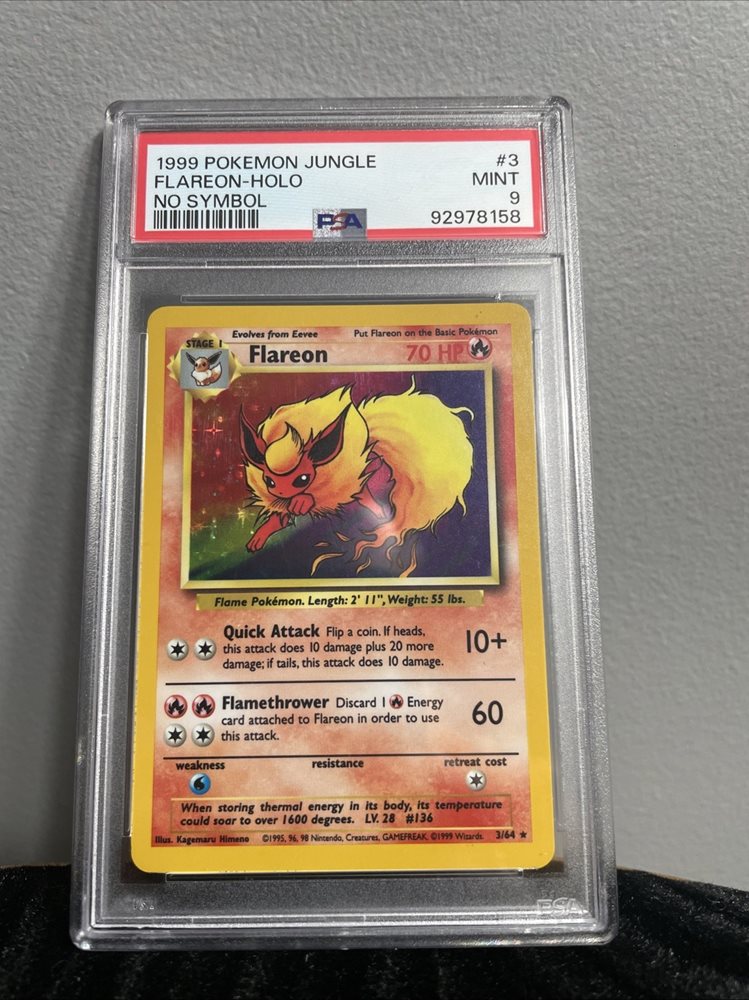 1999 POKEMON JUNGLE #3
FLAREON-HOLO MINT
NO SYMBOL 9
PSA 92978158
Evolves from Eevee Put Flareon on the Basic Pokémon
STAGE 1 Flareon 70 HP
Flame Pokémon. Length: 2' 11", Weight: 55 lbs.
Quick Attack Flip a coin. If heads,
this attack does 10 damage plus 20 more 10+
damage; if tails, this attack does 10 damage.
Flamethrower Discard 1 Energy
card attached to Flareon in order to use 60
this attack.
weakness resistance retreat cost
When storing thermal energy in its body, its temperature
could soar to over 1600 degrees. LV. 28 #136
Illus. Kagemaru Himeno ©1995, 96, 98 Nintendo, Creatures, GAMEFREAK. ©1999 Wizards. 3/64 ★
PSA